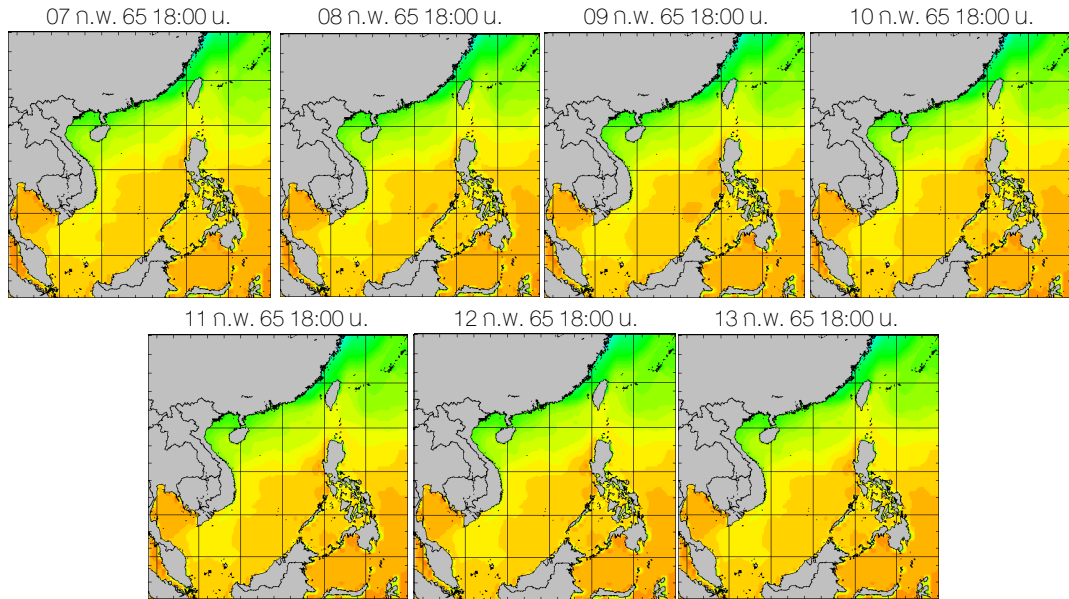 07 ก.พ. 65 18:00 น.
08 ก.พ. 65 18:00 น.
09 ก.พ. 65 18:00 น.
10 ก.พ. 65 18:00 น.
11 ก.พ. 65 18:00 น.
12 ก.พ. 65 18:00 น.
13 ก.พ. 65 18:00 น.